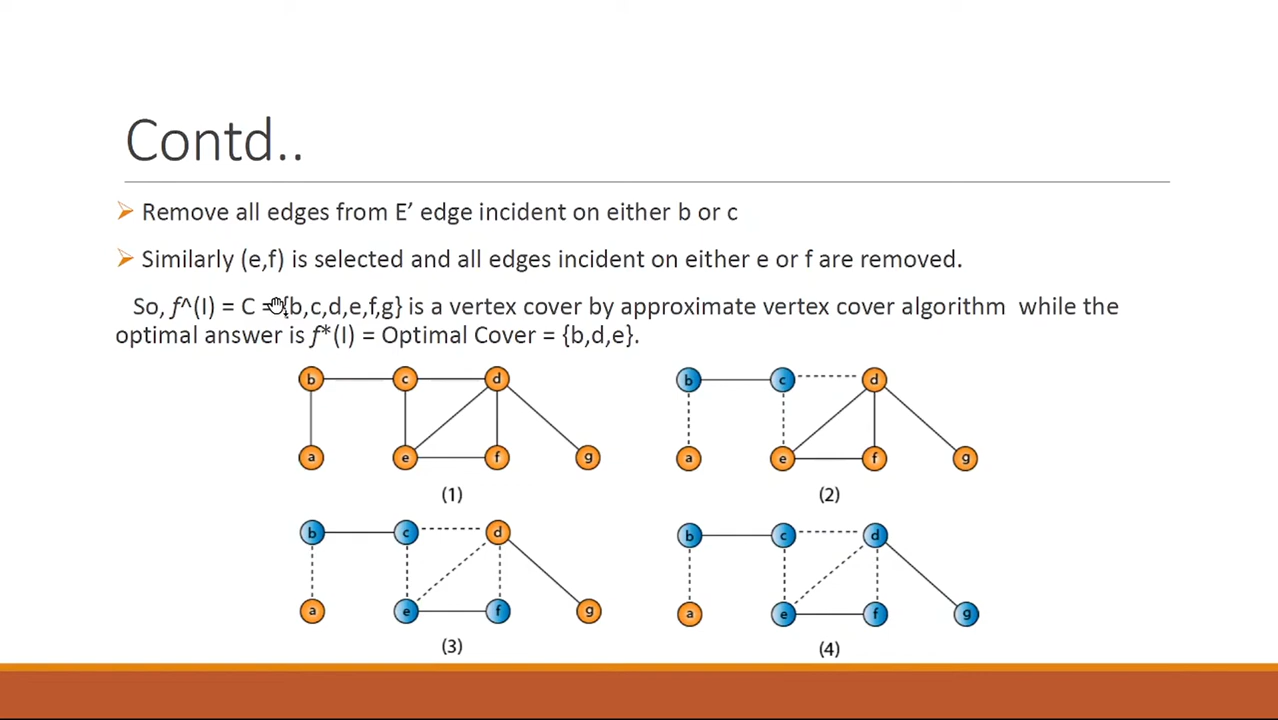 Contd..
Remove all edges from E’ edge incident on either b or c
Similarly (e,f) is selected and all edges incident on either e or f are removed.
So, f^(I) = C ={b,c,d,e,f,g} is a vertex cover by approximate vertex cover algorithm while the
optimal answer is f*(I) = Optimal Cover = {b,d,e}.
b c d b c d
a e f g a e f g
(1) (2)
b c d b c d
a e f g a e f g
(3) (4)